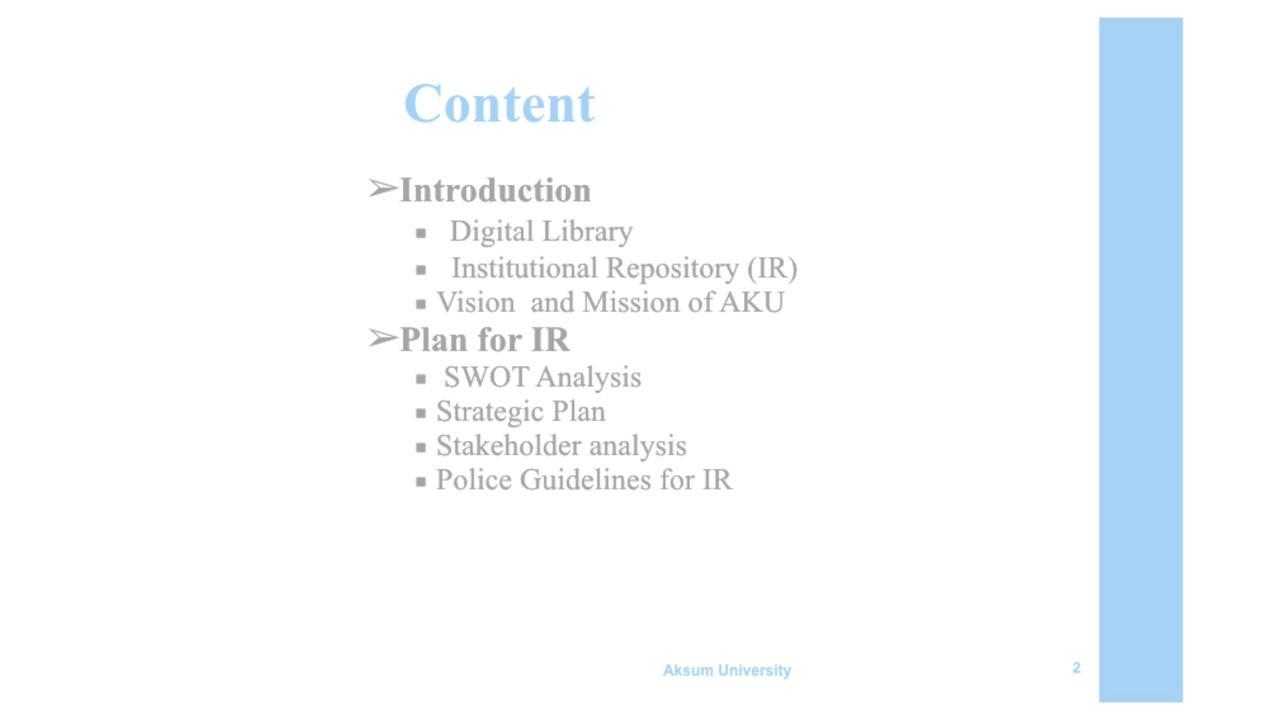 Content
➢Introduction
▪ Digital Library
▪ Institutional Repository (IR)
▪ Vision and Mission of AKU
➢Plan for IR
▪ SWOT Analysis
▪ Strategic Plan
▪ Stakeholder analysis
▪ Police Guidelines for IR
Aksum University
2